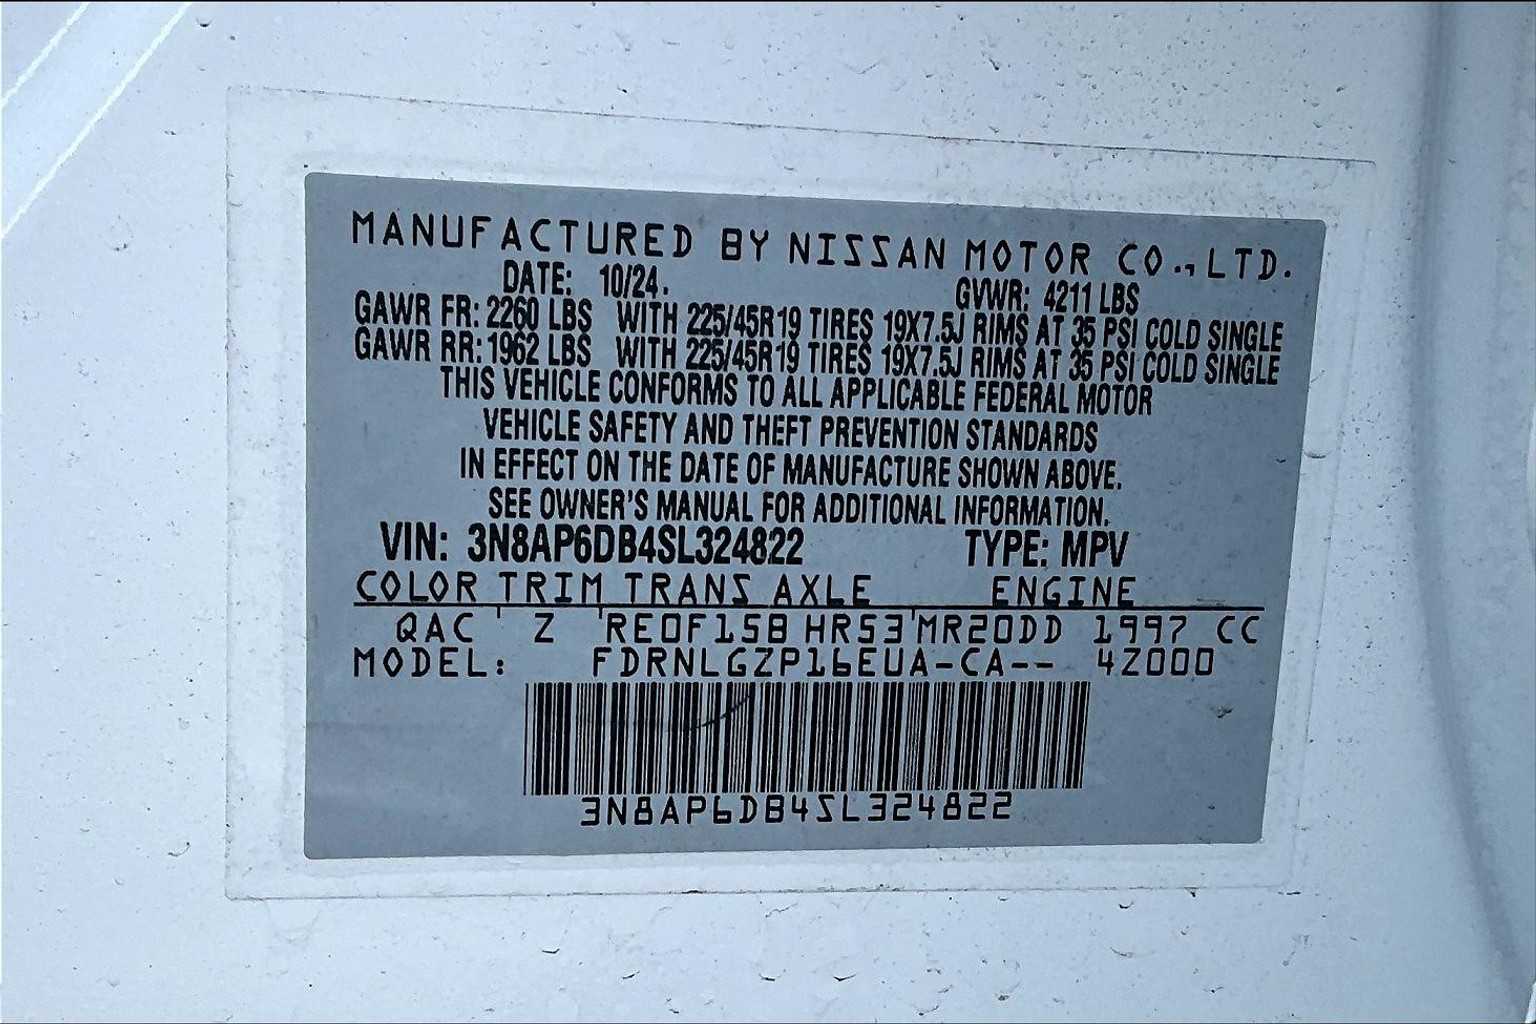 MANUFACTURED BY NISSAN MOTOR CO., LTD.
DATE: 10/24. GVWR: 4211 LBS
GAWR FR: 2260 LBS WITH 225/45R19 TIRES 19X7.5J RIMS AT 35 PSI COLD SINGLE
GAWR RR: 1962 LBS WITH 225/45R19 TIRES 19X7.5J RIMS AT 35 PSI COLD SINGLE
THIS VEHICLE CONFORMS TO ALL APPLICABLE FEDERAL MOTOR
VEHICLE SAFETY AND THEFT PREVENTION STANDARDS
IN EFFECT ON THE DATE OF MANUFACTURE SHOWN ABOVE.
SEE OWNER'S MANUAL FOR ADDITIONAL INFORMATION.
VIN: 3N8AP6DB4SL324822 TYPE: MPV
COLOR TRIM TRANS AXLE ENGINE
QAC Z RE0F15B HR53 MR20DD 1997 CC
MODEL: FDRNLGZP16EUA-CA-- 4Z000
3N8AP6DB4SL324822